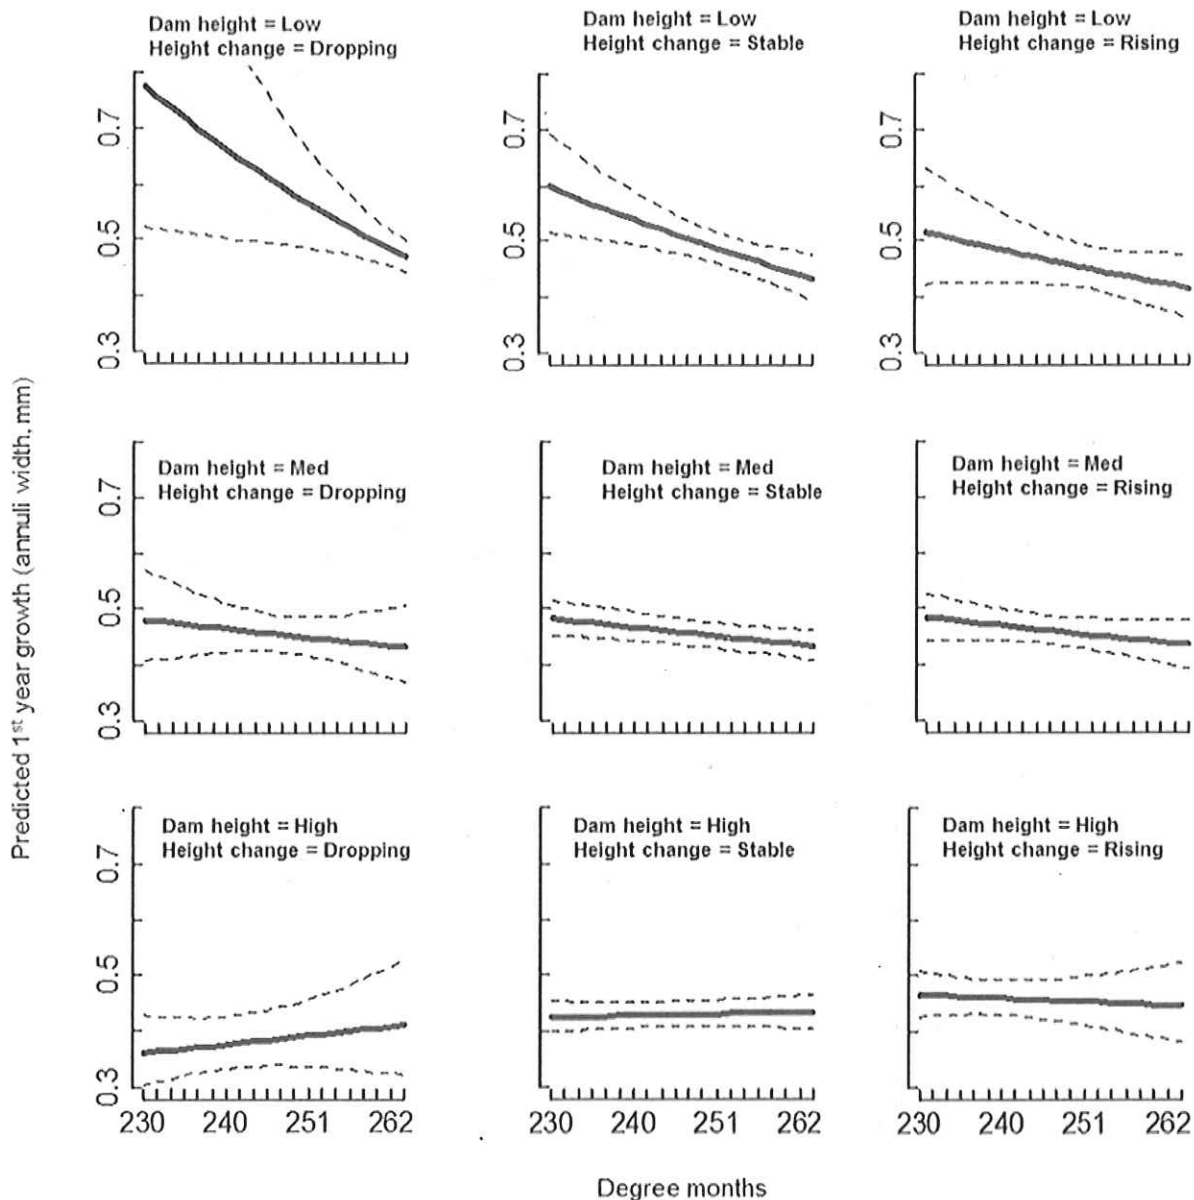 Dam height = Low
Height change = Dropping
Dam height = Low
Height change = Stable
Dam height = Low
Height change = Rising
0.7
0.5
0.3
0.7
0.5
0.3
0.7
0.5
0.3
Predicted 1st year growth (annuli width, mm)
Dam height = Med
Height change = Dropping
Dam height = Med
Height change = Stable
Dam height = Med
Height change = Rising
0.7
0.5
0.3
Dam height = High
Height change = Dropping
Dam height = High
Height change = Stable
Dam height = High
Height change = Rising
0.7
0.5
0.3
230 240 251 262
230 240 251 262
230 240 251 262
Degree months